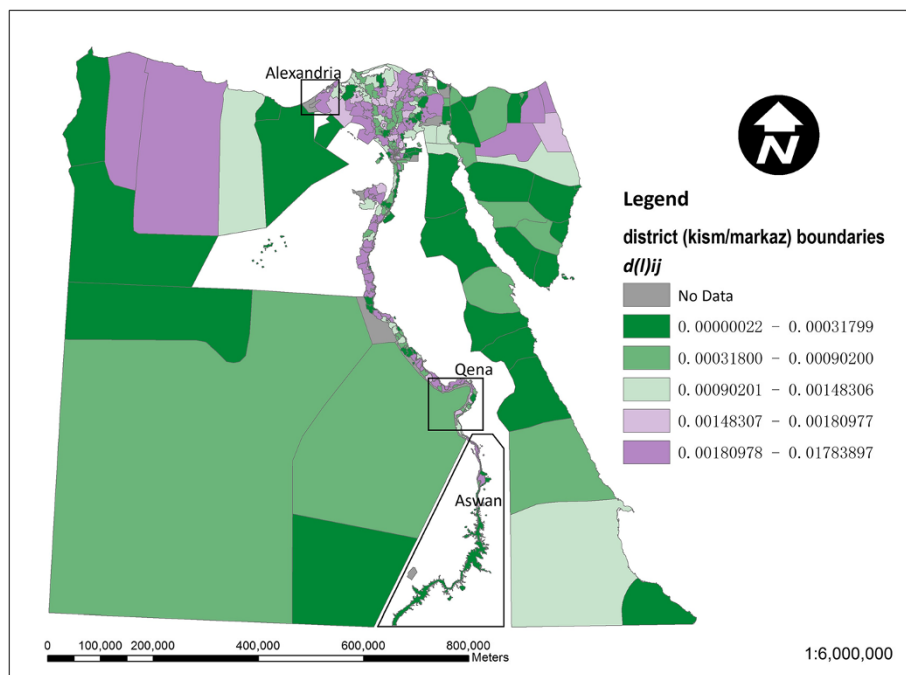 Alexandria
N
Legend
district (kism/markaz) boundaries
d(l)ij
No Data
0.00000022 - 0.00031799
0.00031800 - 0.00090200
0.00090201 - 0.00148306
0.00148307 - 0.00180977
0.00180978 - 0.01783897
Qena
Aswan
0 100,000 200,000 400,000 600,000 800,000
Meters
1:6,000,000